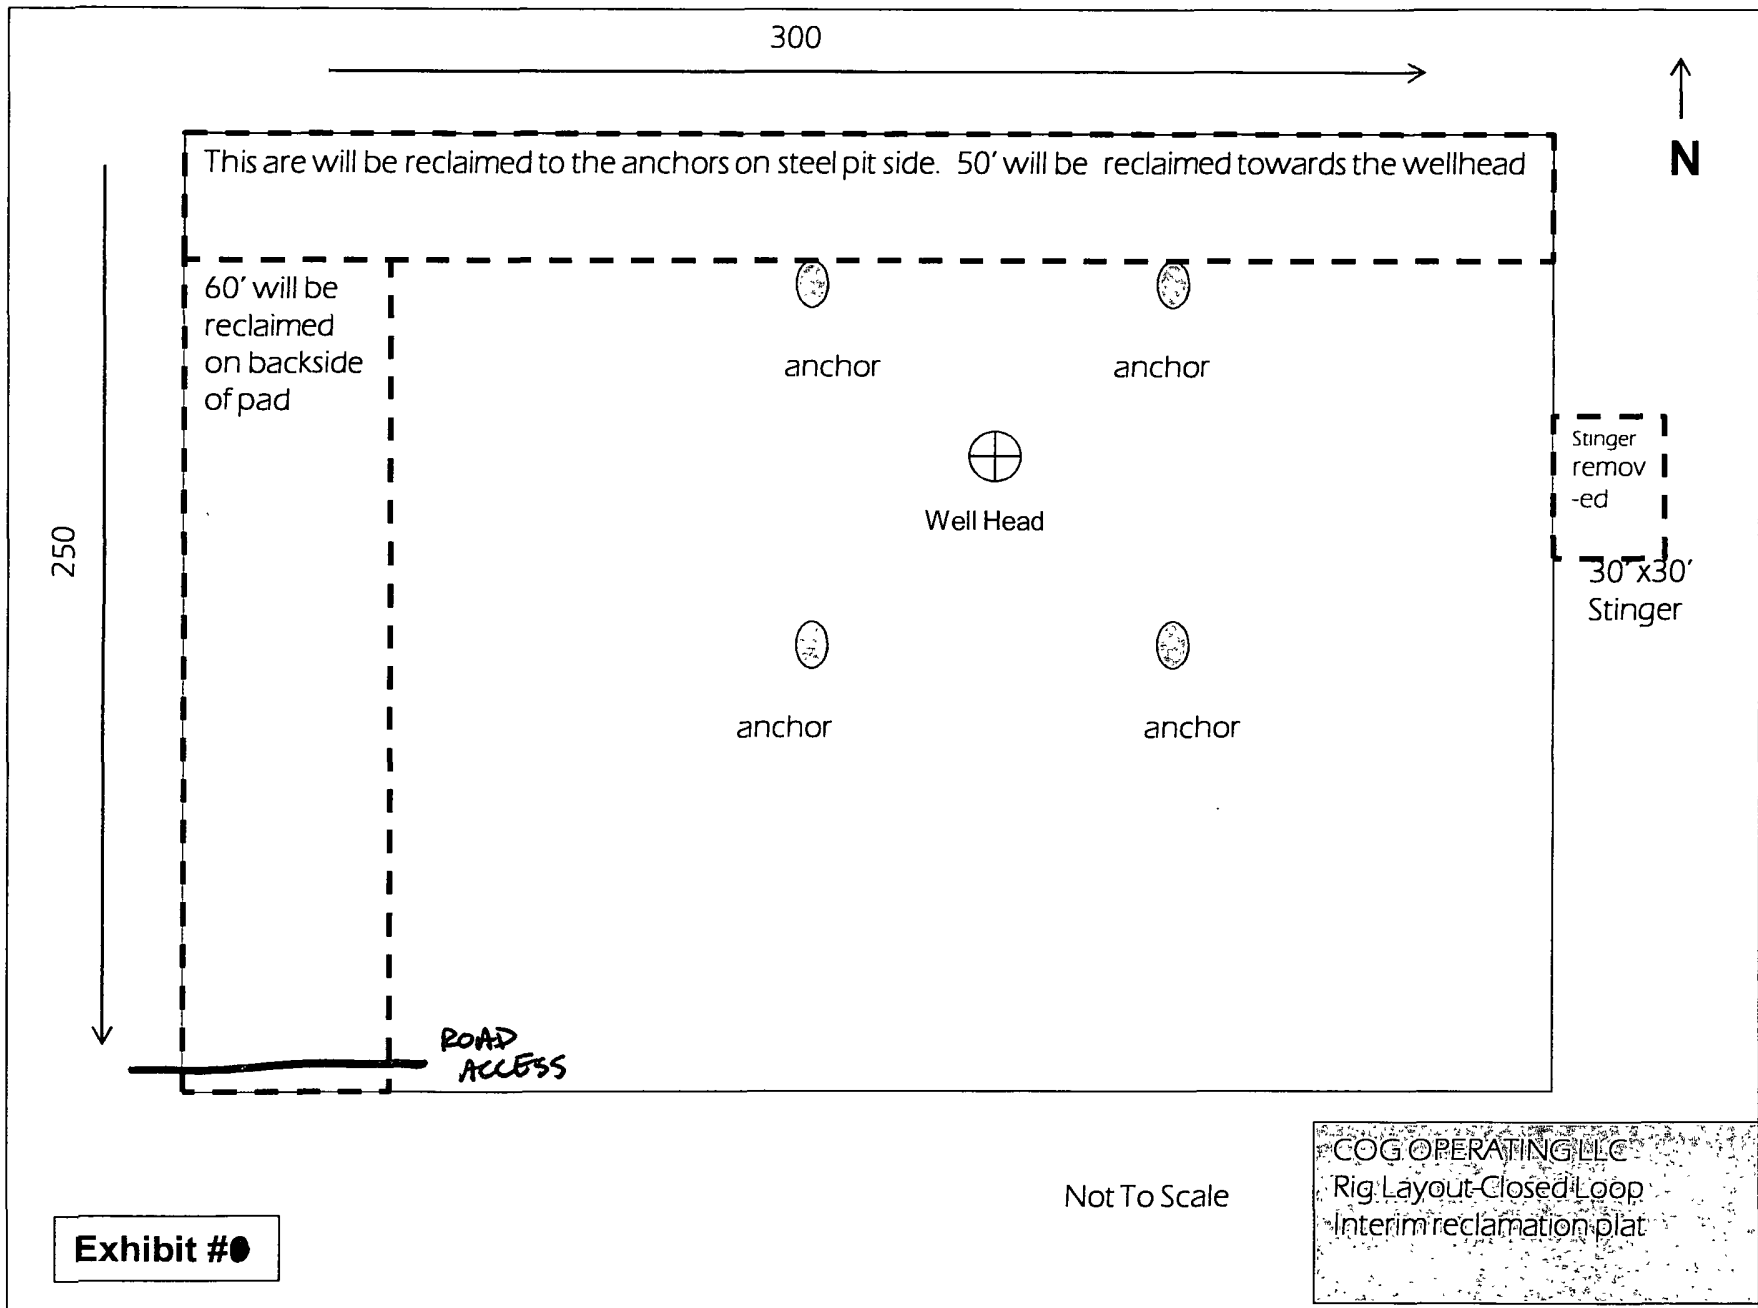 300
N
This are will be reclaimed to the anchors on steel pit side. 50' will be reclaimed towards the wellhead
60' will be
reclaimed
on backside
of pad
anchor
anchor
Stinger
remov
-ed
Well Head
250
30'x30'
Stinger
anchor
anchor
ROAD
ACCESS
Not To Scale
COG OPERATING LLC
Rig Layout-Closed Loop
Interim reclamation plat
Exhibit #